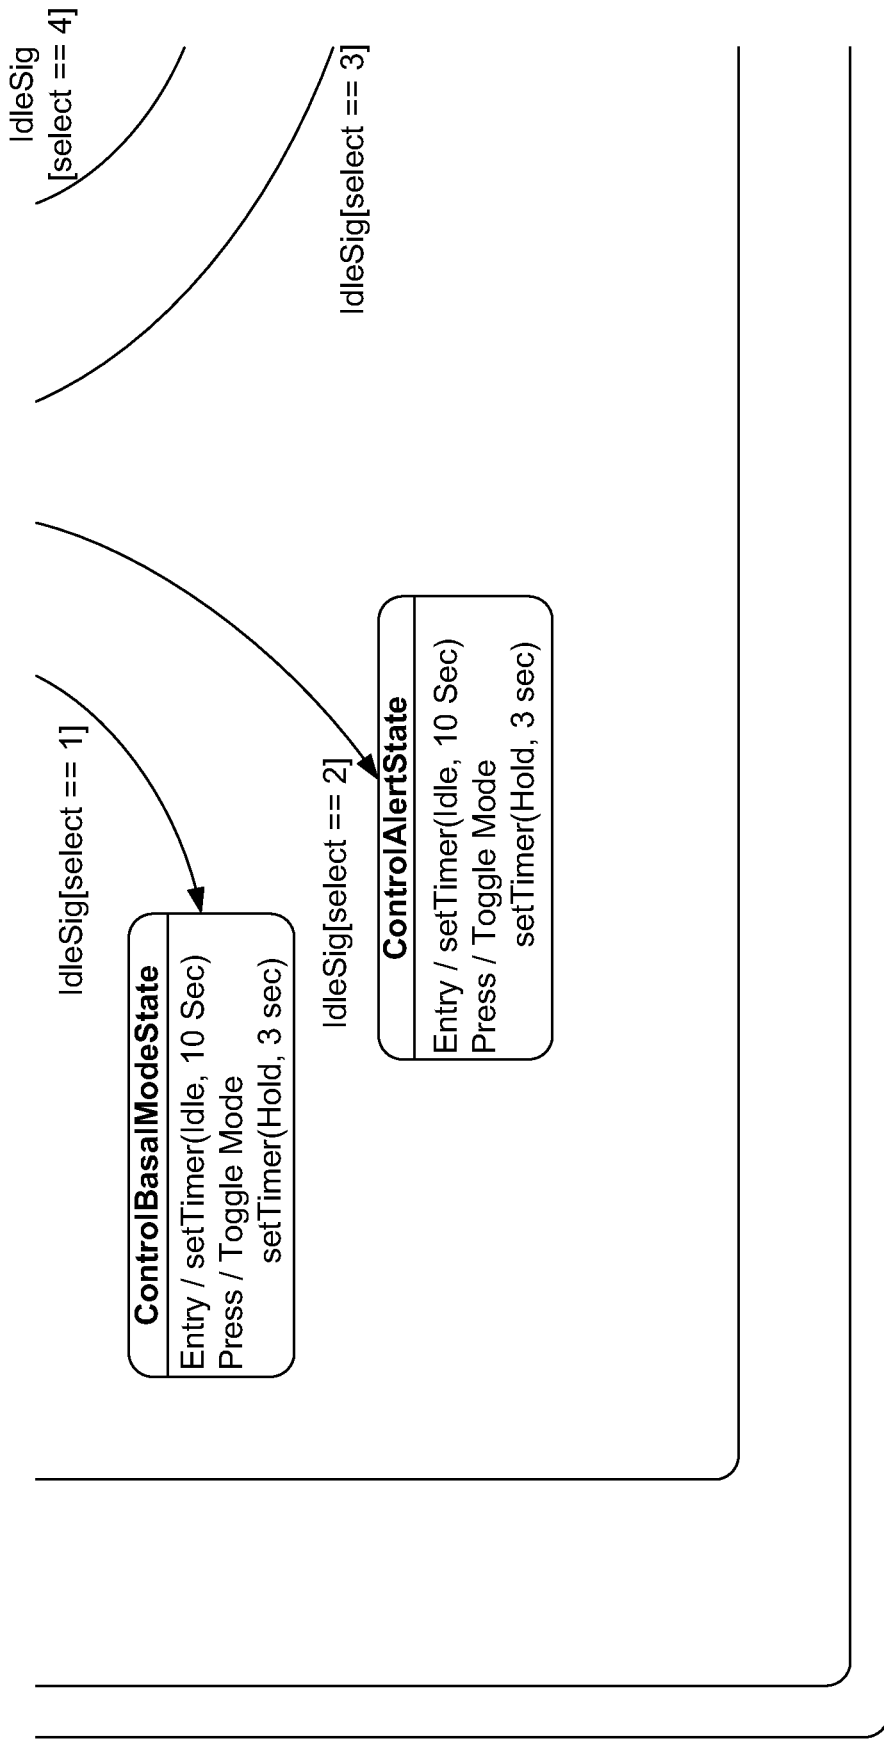 IdleSig
[select == 4]
IdleSig[select == 3]
IdleSig[select == 1]
IdleSig[select == 2]
ControlBasalModeState
Entry / setTimer(Idle, 10 Sec)
Press / Toggle Mode
setTimer(Hold, 3 sec)
ControlAlertState
Entry / setTimer(Idle, 10 Sec)
Press / Toggle Mode
setTimer(Hold, 3 sec)